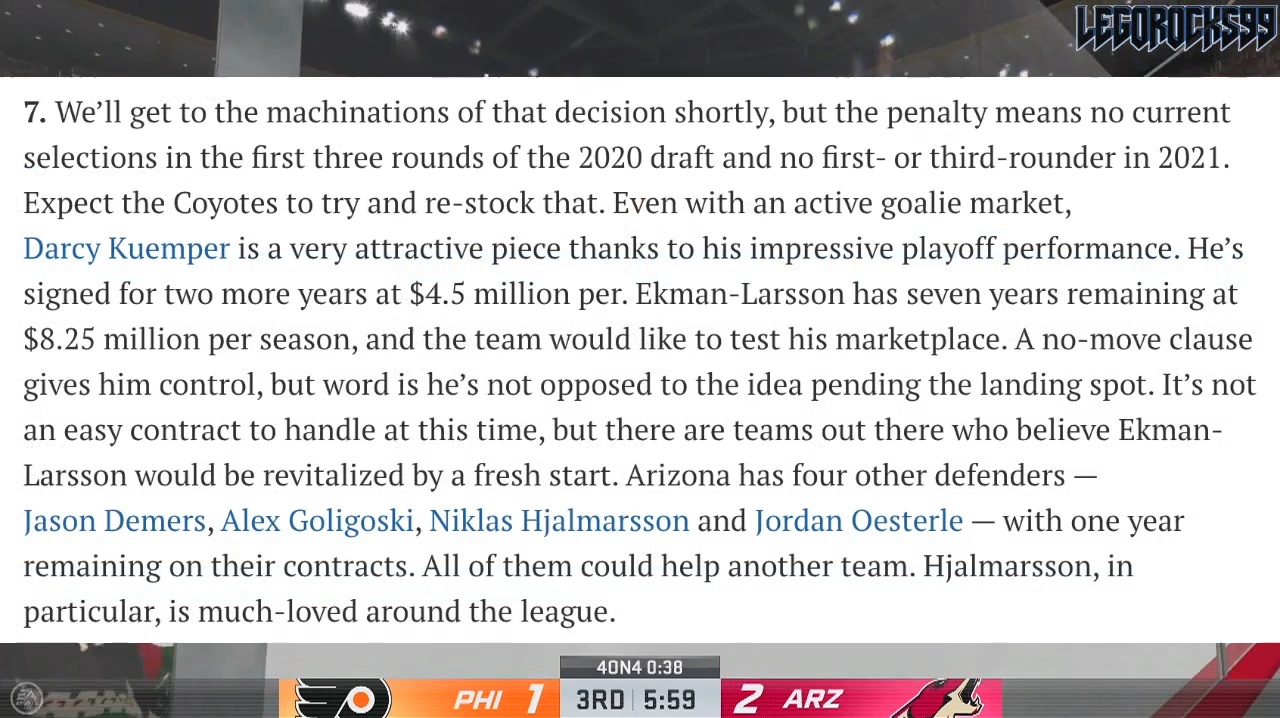 LEGOROCKS99
7. We’ll get to the machinations of that decision shortly, but the penalty means no current
selections in the first three rounds of the 2020 draft and no first- or third-rounder in 2021.
Expect the Coyotes to try and re-stock that. Even with an active goalie market,
Darcy Kuemper is a very attractive piece thanks to his impressive playoff performance. He’s
signed for two more years at $4.5 million per. Ekman-Larsson has seven years remaining at
$8.25 million per season, and the team would like to test his marketplace. A no-move clause
gives him control, but word is he’s not opposed to the idea pending the landing spot. It’s not
an easy contract to handle at this time, but there are teams out there who believe Ekman-
Larsson would be revitalized by a fresh start. Arizona has four other defenders —
Jason Demers, Alex Goligoski, Niklas Hjalmarsson and Jordan Oesterle — with one year
remaining on their contracts. All of them could help another team. Hjalmarsson, in
particular, is much-loved around the league.
4ON4 0:38
PHI 1 3RD 5:59 2 ARZ
EA